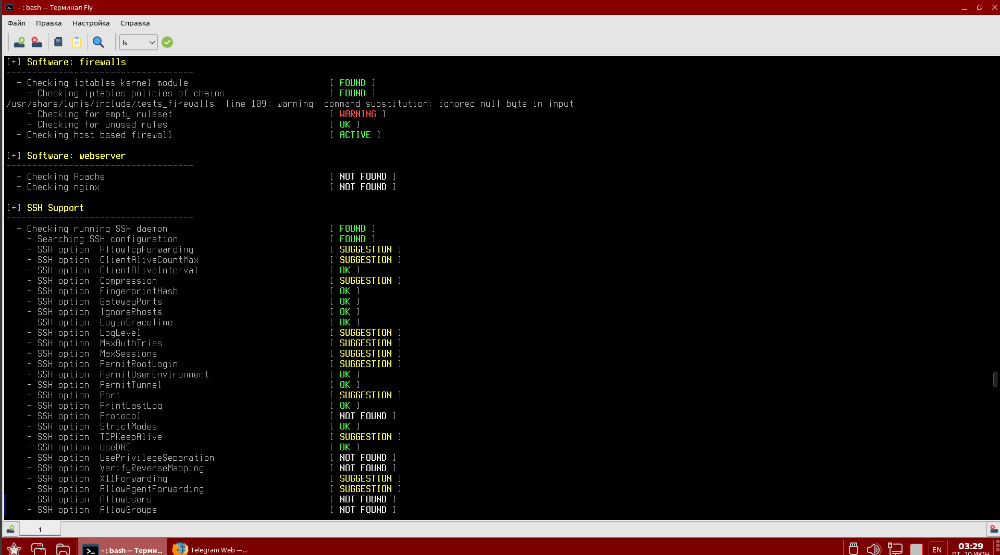 - : bash — Терминал Fly
Файл Правка Настройка Справка
ls
[+] Software: firewalls
------------------------------------
- Checking iptables kernel module [ FOUND ]
- Checking iptables policies of chains [ FOUND ]
/usr/share/lynis/include/tests_firewalls: line 109: warning: command substitution: ignored null byte in input
- Checking for empty ruleset [ WARNING ]
- Checking for unused rules [ OK ]
- Checking host based firewall [ ACTIVE ]
[+] Software: webserver
------------------------------------
- Checking Apache [ NOT FOUND ]
- Checking nginx [ NOT FOUND ]
[+] SSH Support
------------------------------------
- Checking running SSH daemon [ FOUND ]
- Searching SSH configuration [ FOUND ]
- SSH option: AllowTcpForwarding [ SUGGESTION ]
- SSH option: ClientAliveCountMax [ SUGGESTION ]
- SSH option: ClientAliveInterval [ OK ]
- SSH option: Compression [ SUGGESTION ]
- SSH option: FingerprintHash [ OK ]
- SSH option: GatewayPorts [ OK ]
- SSH option: IgnoreRhosts [ OK ]
- SSH option: LoginGraceTime [ OK ]
- SSH option: LogLevel [ SUGGESTION ]
- SSH option: MaxAuthTries [ SUGGESTION ]
- SSH option: MaxSessions [ SUGGESTION ]
- SSH option: PermitRootLogin [ SUGGESTION ]
- SSH option: PermitUserEnvironment [ OK ]
- SSH option: PermitTunnel [ OK ]
- SSH option: Port [ SUGGESTION ]
- SSH option: PrintLastLog [ OK ]
- SSH option: Protocol [ NOT FOUND ]
- SSH option: StrictModes [ OK ]
- SSH option: TCPKeepAlive [ SUGGESTION ]
- SSH option: UseDNS [ OK ]
- SSH option: UsePrivilegeSeparation [ NOT FOUND ]
- SSH option: VerifyReverseMapping [ NOT FOUND ]
- SSH option: X11Forwarding [ SUGGESTION ]
- SSH option: AllowAgentForwarding [ SUGGESTION ]
- SSH option: AllowUsers [ NOT FOUND ]
- SSH option: AllowGroups [ NOT FOUND ]
1
- : bash — Терми... Telegram Web —... EN 03:29
ПТ, 20 ИЮН